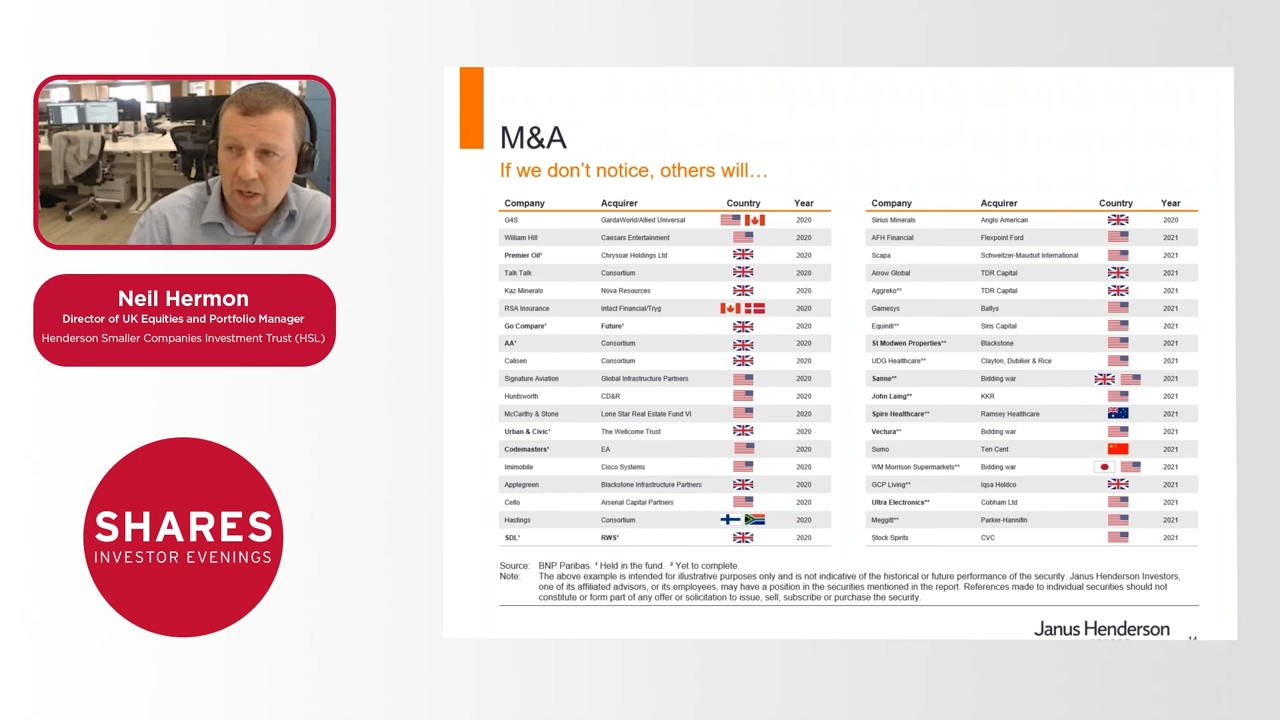 Neil Hermon
Director of UK Equities and Portfolio Manager
Henderson Smaller Companies Investment Trust (HSL)
SHARES
INVESTOR EVENINGS
M&A
If we don't notice, others will…
Company Acquirer Country Year
G4S GardaWorld/Allied Universal 2020
William Hill Caesars Entertainment 2020
Premier Oil¹ Chrysoar Holdings Ltd 2020
Talk Talk Consortium 2020
Kaz Minerals Nova Resources 2020
RSA Insurance Intact Financial/Tryg 2020
Go Compare¹ Future¹ 2020
AA¹ Consortium 2020
Calisen Consortium 2020
Signature Aviation Global Infrastructure Partners 2020
Huntsworth CD&R 2020
McCarthy & Stone Lone Star Real Estate Fund VI 2020
Urban & Civic¹ The Wellcome Trust 2020
Codemasters¹ EA 2020
Imimobile Cisco Systems 2020
Applegreen Blackstone Infrastructure Partners 2020
Cello Arsenal Capital Partners 2020
Hastings Consortium 2020
SDL¹ RWS¹ 2020
Company Acquirer Country Year
Sirius Minerals Anglo American 2020
AFH Financial Flexpoint Ford 2021
Scapa Schweitzer-Mauduit International 2021
Arrow Global TDR Capital 2021
Aggreko TDR Capital 2021
Gamesys Ballys 2021
Equiniti Siris Capital 2021
St Modwen Properties Blackstone 2021
UDG Healthcare Clayton, Dubilier & Rice 2021
Sanne Bidding war 2021
John Laing KKR 2021
Spire Healthcare Ramsey Healthcare 2021
Vectura Bidding war 2021
Sumo Ten Cent 2021
WM Morrison Supermarkets Bidding war 2021
GCP Living Iqsa Holdco 2021
Ultra Electronics Cobham Ltd 2021
Meggitt Parker-Hannifin 2021
Stock Spirits CVC 2021
Source: BNP Paribas. ¹ Held in the fund. ² Yet to complete.
Note: The above example is intended for illustrative purposes only and is not indicative of the historical or future performance of the security. Janus Henderson Investors,
one of its affiliated advisors, or its employees, may have a position in the securities mentioned in the report. References made to individual securities should not
constitute or form part of any offer or solicitation to issue, sell, subscribe or purchase the security.
Janus Henderson